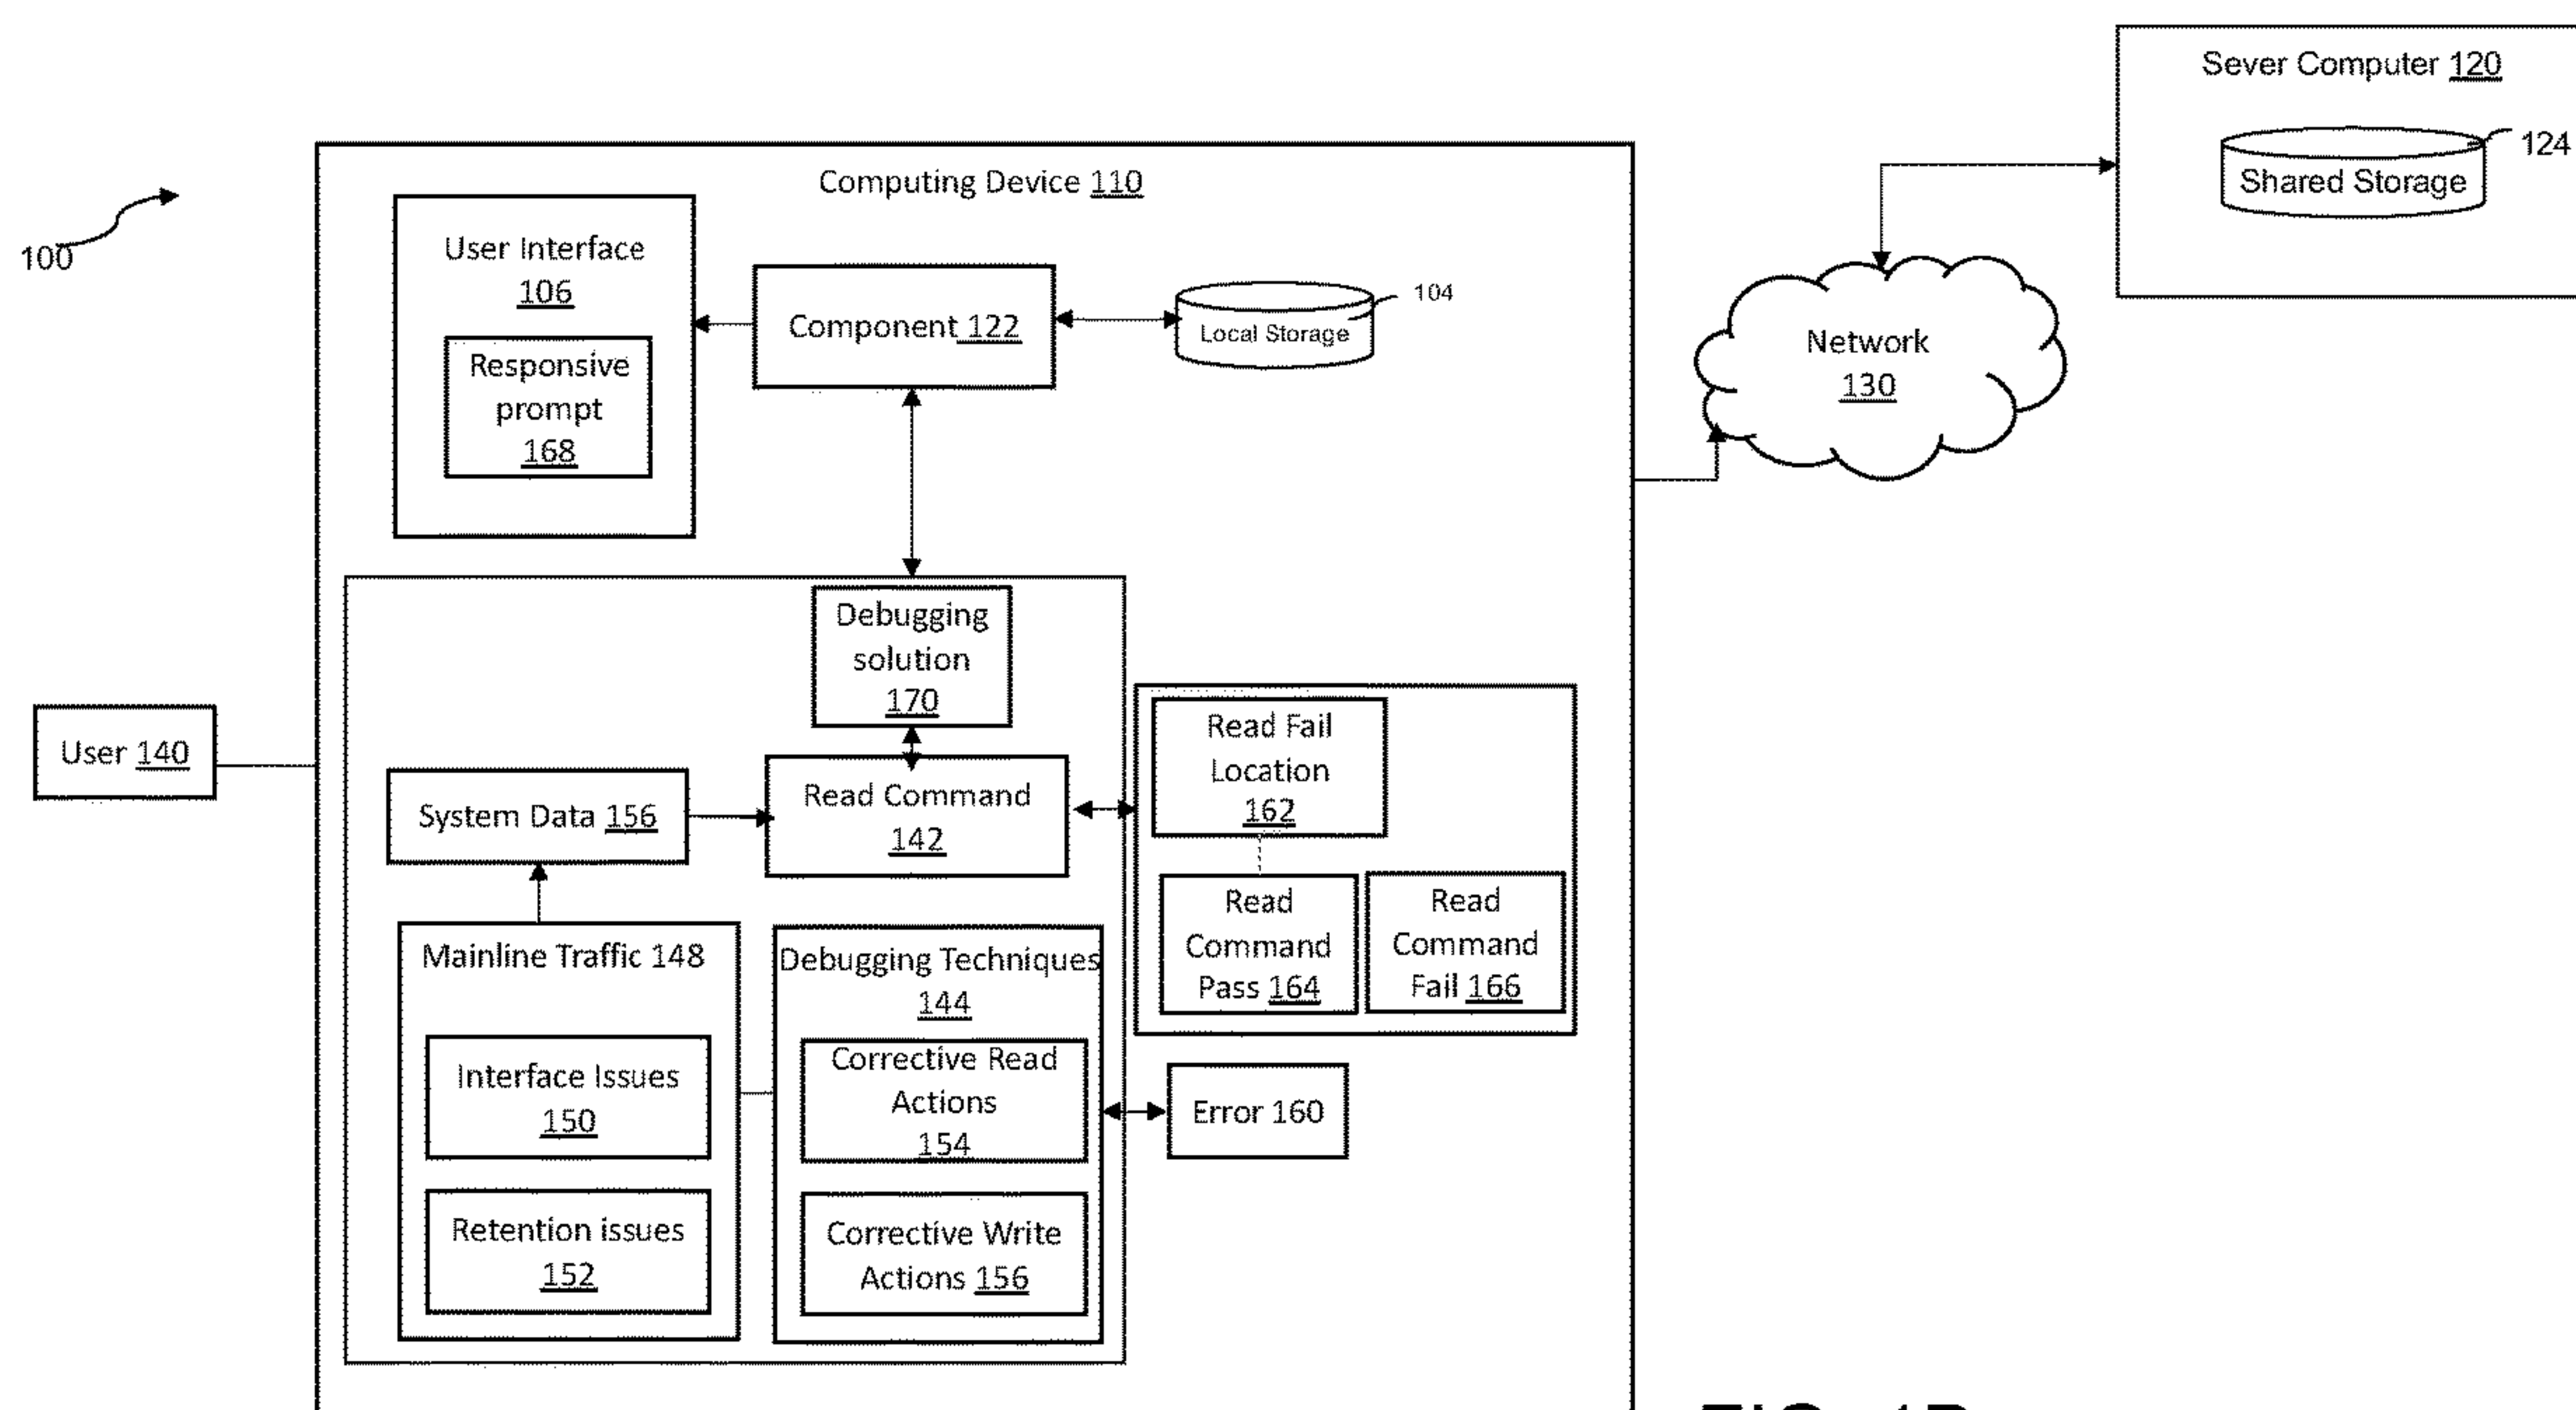 Sever Computer 120
124
Shared Storage
100
Computing Device 110
User Interface
106
Responsive
prompt
168
Component 122
104
Local Storage
Network
130
Debugging
solution
170
User 140
System Data 156
Read Command
142
Read Fail
Location
162
Read
Command
Pass 164
Read
Command
Fail 166
Mainline Traffic 148
Interface Issues
150
Retention issues
152
Debugging Techniques
144
Corrective Read
Actions
154
Corrective Write
Actions 156
Error 160